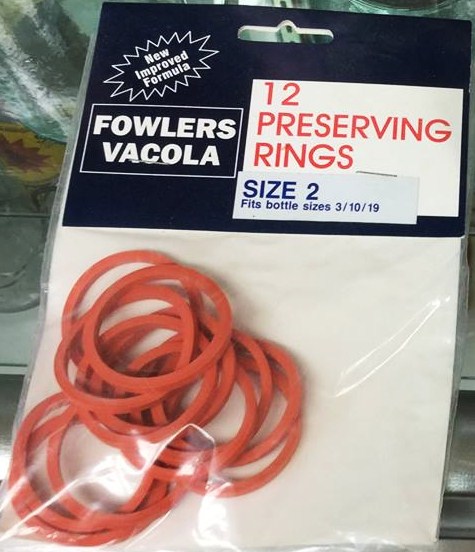 New
Improved
Formula
FOWLERS
VACOLA
12
PRESERVING
RINGS
SIZE 2
Fits bottle sizes 3/10/19